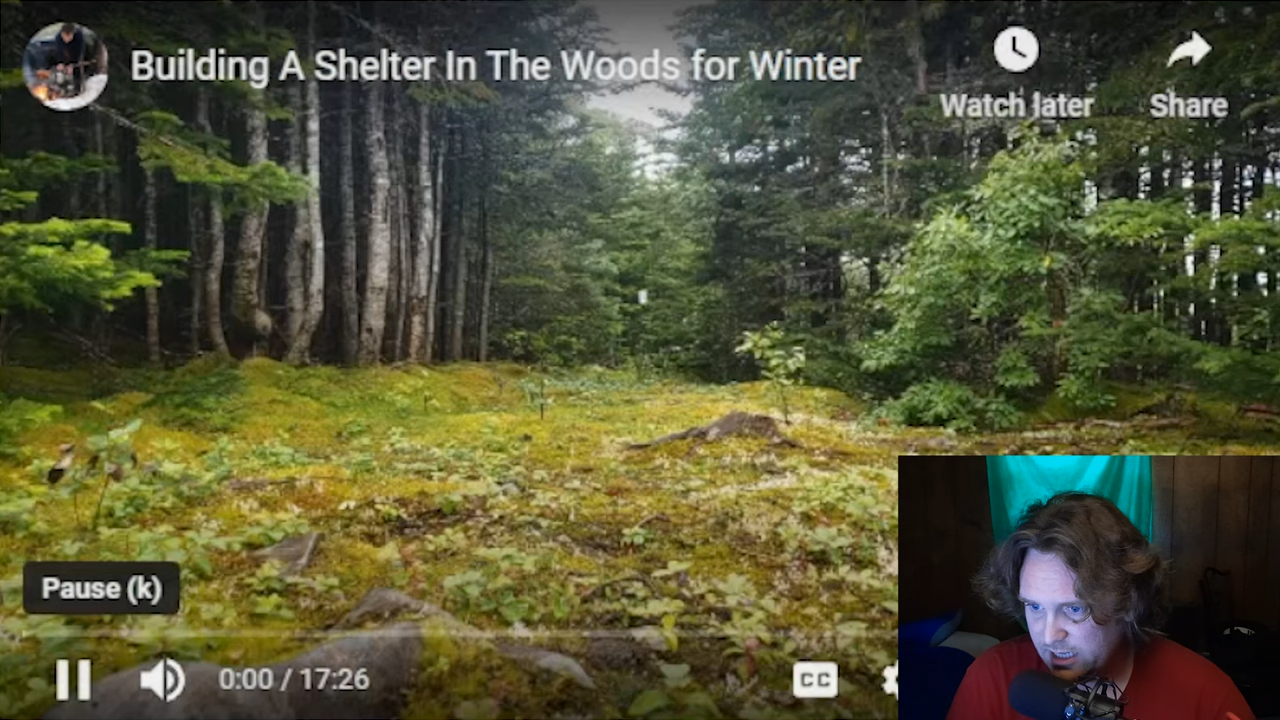 Building A Shelter In The Woods for Winter
Watch later
Share
Pause (k)
0:00 / 17:26
CC